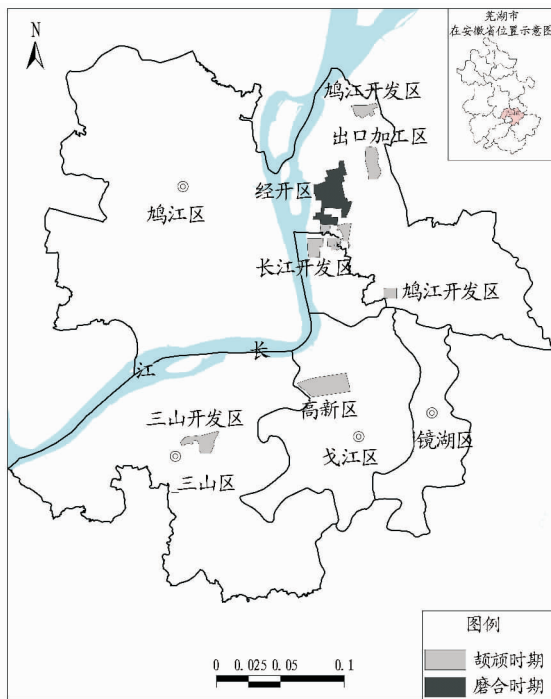 芜湖市
在安徽省位置示意图
N
鸠江开发区
出口加工区
经开区
鸠江区
长江开发区
鸠江开发区
长
江
高新区
三山开发区
镜湖区
戈江区
三山区
图例
颉颃时期
磨合时期
0 0.025 0.05 0.1